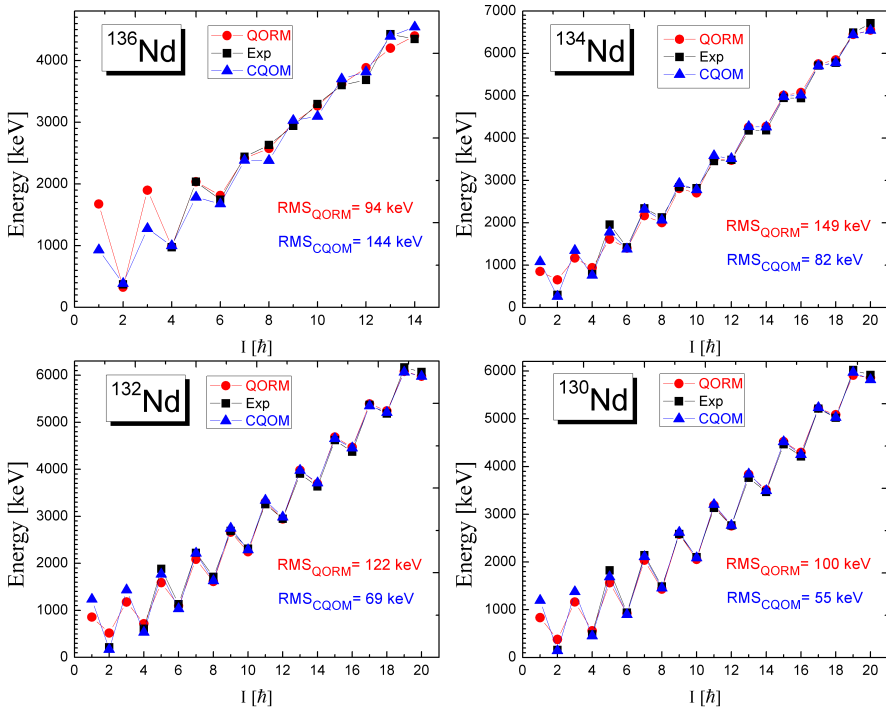 136Nd
QORM
Exp
CQOM
RMSQORM= 94 keV
RMSCQOM= 144 keV
Energy [keV]
4000
3000
2000
1000
0
0 2 4 6 8 10 12 14
I [ħ]
134Nd
QORM
Exp
CQOM
RMSQORM= 149 keV
RMSCQOM= 82 keV
Energy [keV]
7000
6000
5000
4000
3000
2000
1000
0
0 2 4 6 8 10 12 14 16 18 20
I [ħ]
132Nd
QORM
Exp
CQOM
RMSQORM= 122 keV
RMSCQOM= 69 keV
Energy [keV]
6000
5000
4000
3000
2000
1000
0
0 2 4 6 8 10 12 14 16 18 20
I [ħ]
130Nd
QORM
Exp
CQOM
RMSQORM= 100 keV
RMSCQOM= 55 keV
Energy [keV]
6000
5000
4000
3000
2000
1000
0
0 2 4 6 8 10 12 14 16 18 20
I [ħ]